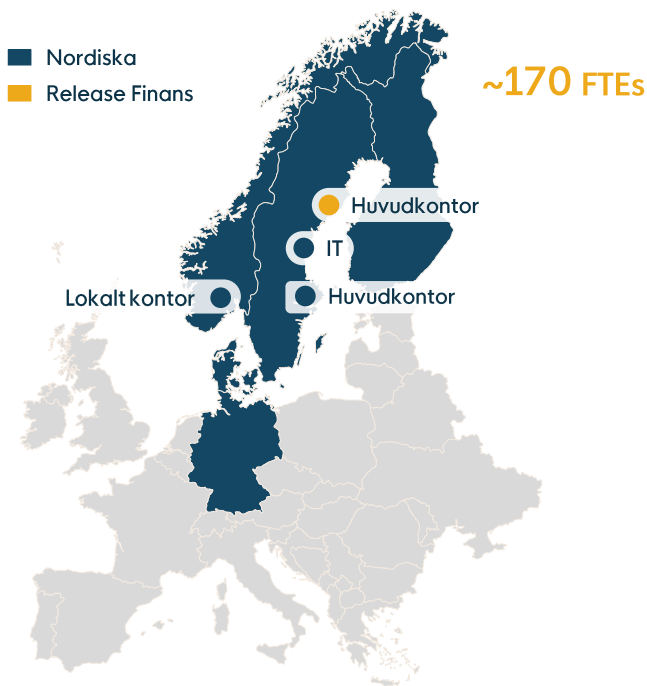 Nordiska
Release Finans
~170 FTEs
Huvudkontor
IT
Lokalt kontor
Huvudkontor